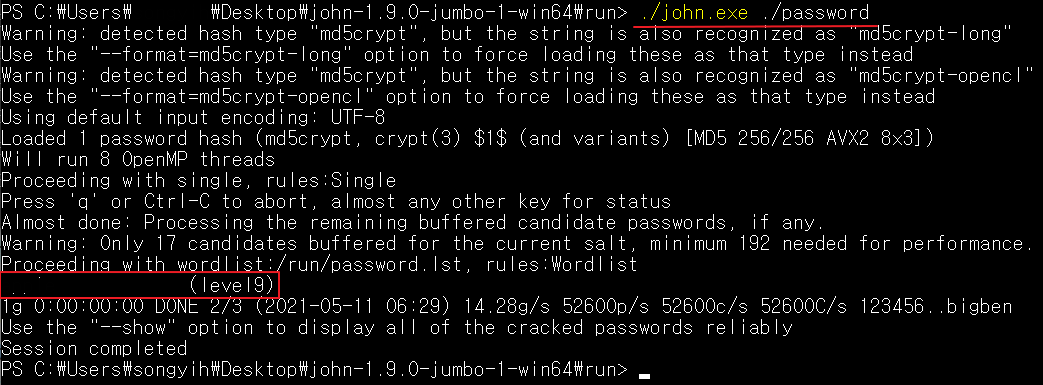 PS C:₩Users₩ ₩Desktop₩john-1.9.0-jumbo-1-win64₩run> ./john.exe ./password
Warning: detected hash type "md5crypt", but the string is also recognized as "md5crypt-long"
Use the "--format=md5crypt-long" option to force loading these as that type instead
Warning: detected hash type "md5crypt", but the string is also recognized as "md5crypt-opencl"
Use the "--format=md5crypt-opencl" option to force loading these as that type instead
Using default input encoding: UTF-8
Loaded 1 password hash (md5crypt, crypt(3) $1$ (and variants) [MD5 256/256 AVX2 8x3])
Will run 8 OpenMP threads
Proceeding with single, rules:Single
Press 'q' or Ctrl-C to abort, almost any other key for status
Almost done: Processing the remaining buffered candidate passwords, if any.
Warning: Only 17 candidates buffered for the current salt, minimum 192 needed for performance.
Proceeding with wordlist:/run/password.lst, rules:Wordlist
(level9)
1g 0:00:00:00 DONE 2/3 (2021-05-11 06:29) 14.28g/s 52600p/s 52600c/s 52600C/s 123456..bigben
Use the "--show" option to display all of the cracked passwords reliably
Session completed
PS C:₩Users₩songyih₩Desktop₩john-1.9.0-jumbo-1-win64₩run>